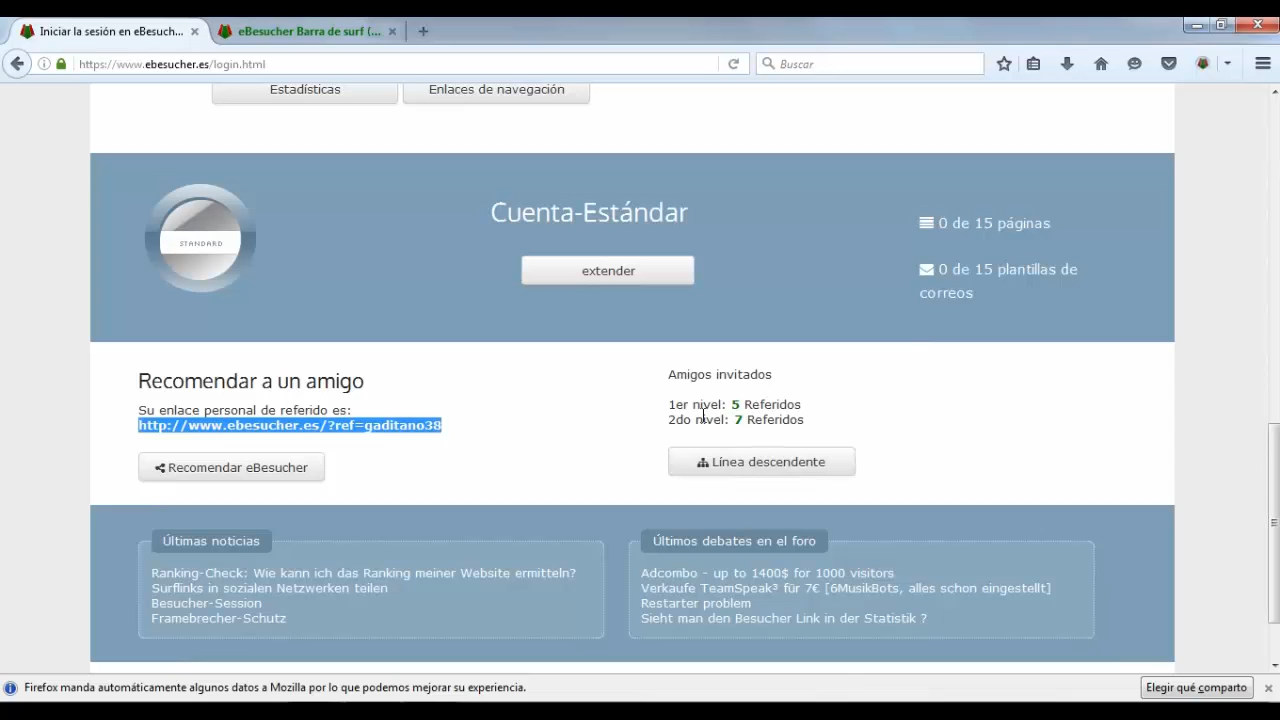 Iniciar la sesión en eBesuch...
eBesucher Barra de surf (...
https://www.ebesucher.es/login.html
Buscar
Estadísticas
Enlaces de navegación
STANDARD
Cuenta-Estándar
extender
0 de 15 páginas
0 de 15 plantillas de
correos
Recomendar a un amigo
Su enlace personal de referido es:
http://www.ebesucher.es/?ref=gaditano38
Recomendar eBesucher
Amigos invitados
1er nivel: 5 Referidos
2do nivel: 7 Referidos
Línea descendente
Últimas noticias
Ranking-Check: Wie kann ich das Ranking meiner Website ermitteln?
Surflinks in sozialen Netzwerken teilen
Besucher-Session
Framebrecher-Schutz
Últimos debates en el foro
Adcombo - up to 1400$ for 1000 visitors
Verkaufe TeamSpeak³ für 7€ [6MusikBots, alles schon eingestellt]
Restarter problem
Sieht man den Besucher Link in der Statistik ?
Firefox manda automáticamente algunos datos a Mozilla por lo que podemos mejorar su experiencia.
Elegir qué comparto